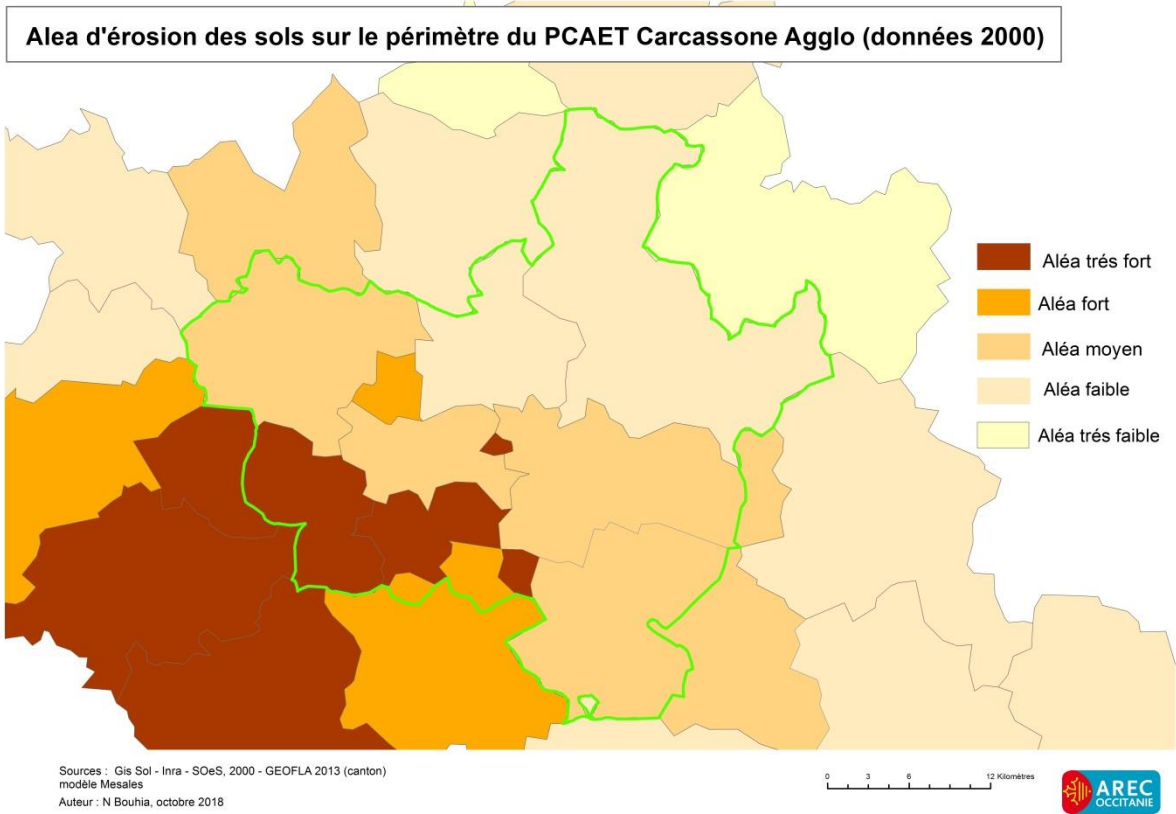 Alea d'érosion des sols sur le périmètre du PCAET Carcassone Agglo (données 2000)
Aléa trés fort
Aléa fort
Aléa moyen
Aléa faible
Aléa trés faible
Sources : Gis Sol - Inra - SOeS, 2000 - GEOFLA 2013 (canton)
modèle Mesales
Auteur : N Bouhia, octobre 2018
0 3 6 12 Kilomètres
AREC
OCCITANIE